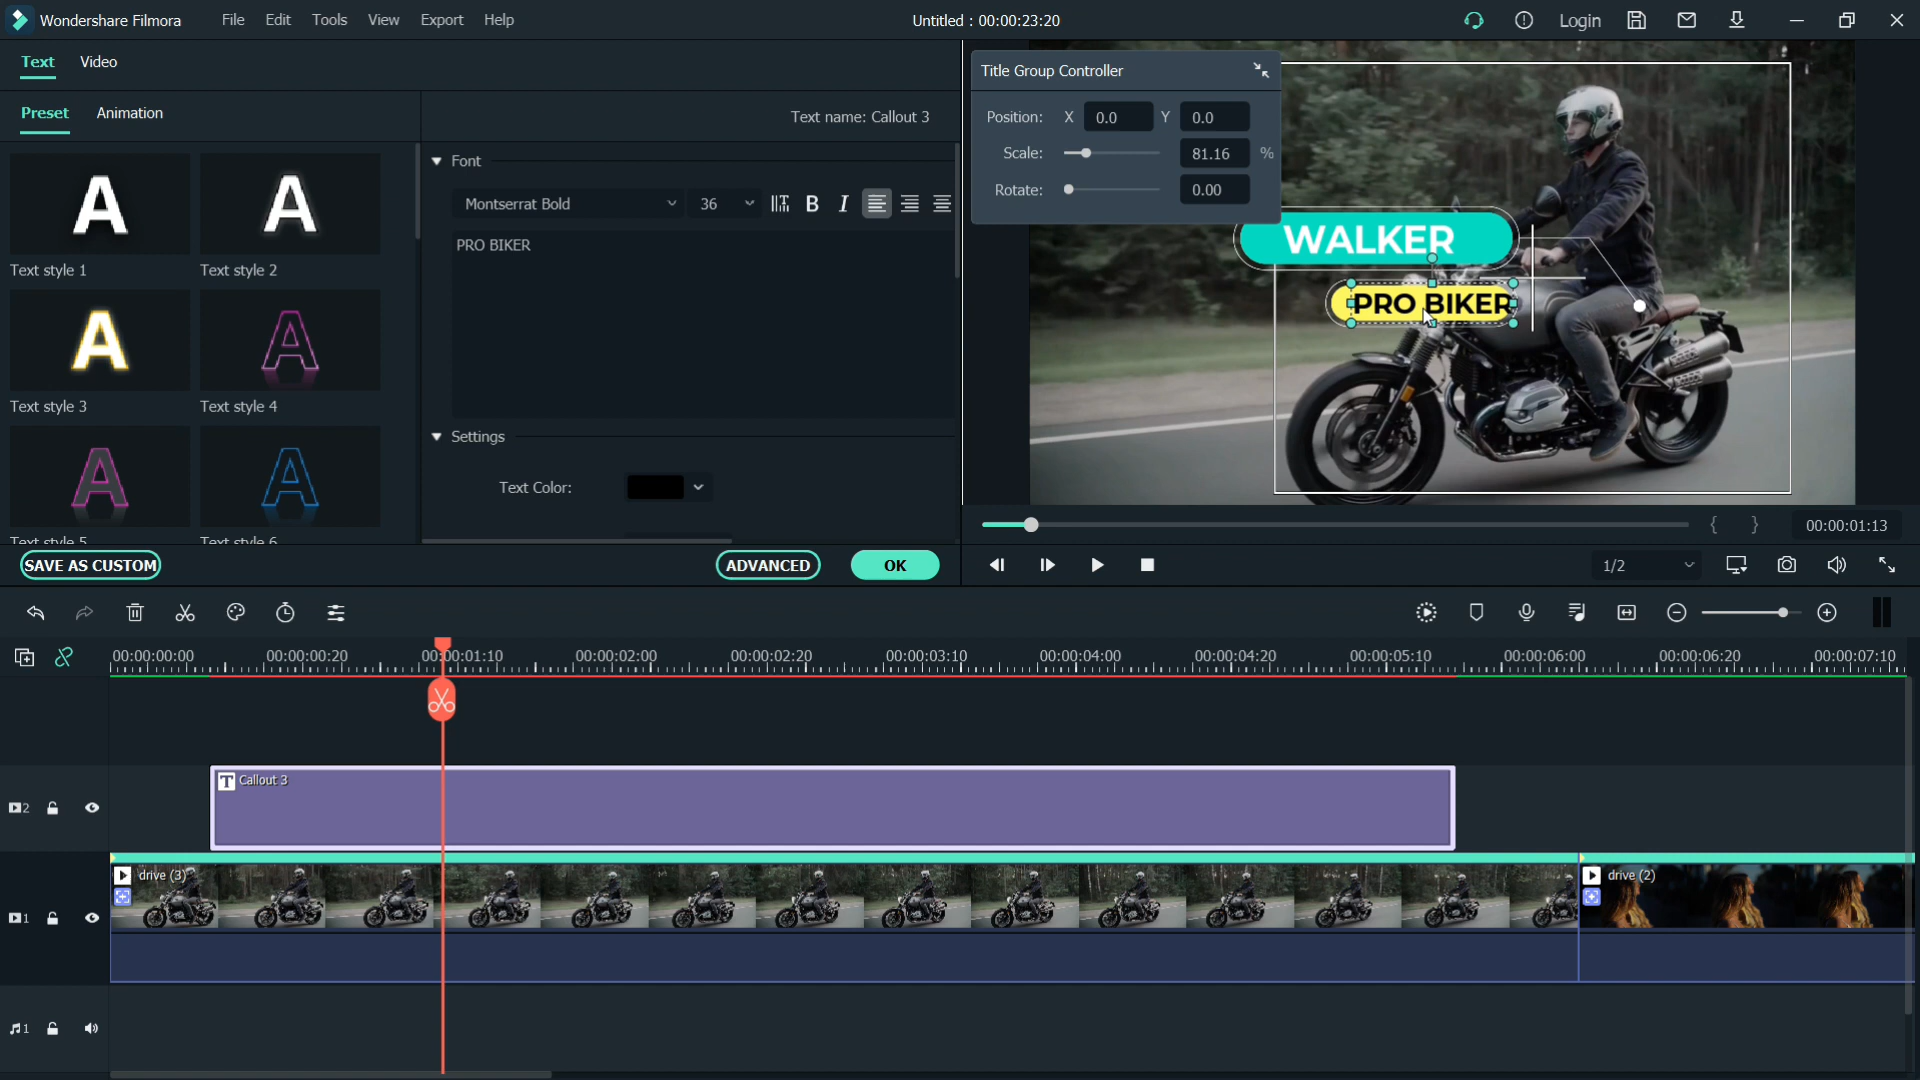 Wondershare Filmora File Edit Tools View Export Help
Untitled : 00:00:23:20
Login
Text Video
Preset Animation
Text name: Callout 3
A A
Text style 1 Text style 2
A A
Text style 3 Text style 4
A A
Text style 5 Text style 6
Font
Montserrat Bold 36 B I
PRO BIKER
Settings
Text Color:
SAVE AS CUSTOM ADVANCED OK
Title Group Controller
Position: X 0.0 Y 0.0
Scale: 81.16 %
Rotate: 0.00
WALKER
PRO BIKER
{ } 00:00:01:13
1/2
00:00:00:00 00:00:00:20 00:00:01:10 00:00:02:00 00:00:02:20 00:00:03:10 00:00:04:00 00:00:04:20 00:00:05:10 00:00:06:00 00:00:06:20 00:00:07:10
2 T Callout 3
drive (3) drive (2)
1
1